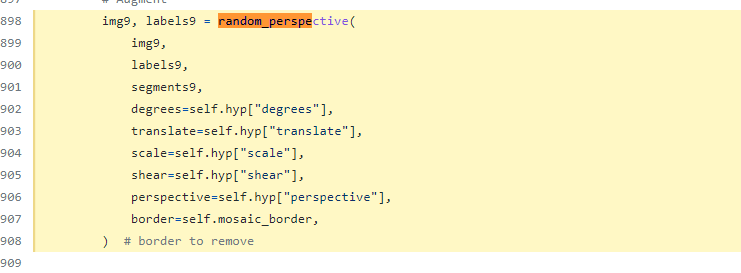 # Augment
898 img9, labels9 = random_perspective(
899 img9,
900 labels9,
901 segments9,
902 degrees=self.hyp["degrees"],
903 translate=self.hyp["translate"],
904 scale=self.hyp["scale"],
905 shear=self.hyp["shear"],
906 perspective=self.hyp["perspective"],
907 border=self.mosaic_border,
908 ) # border to remove
909